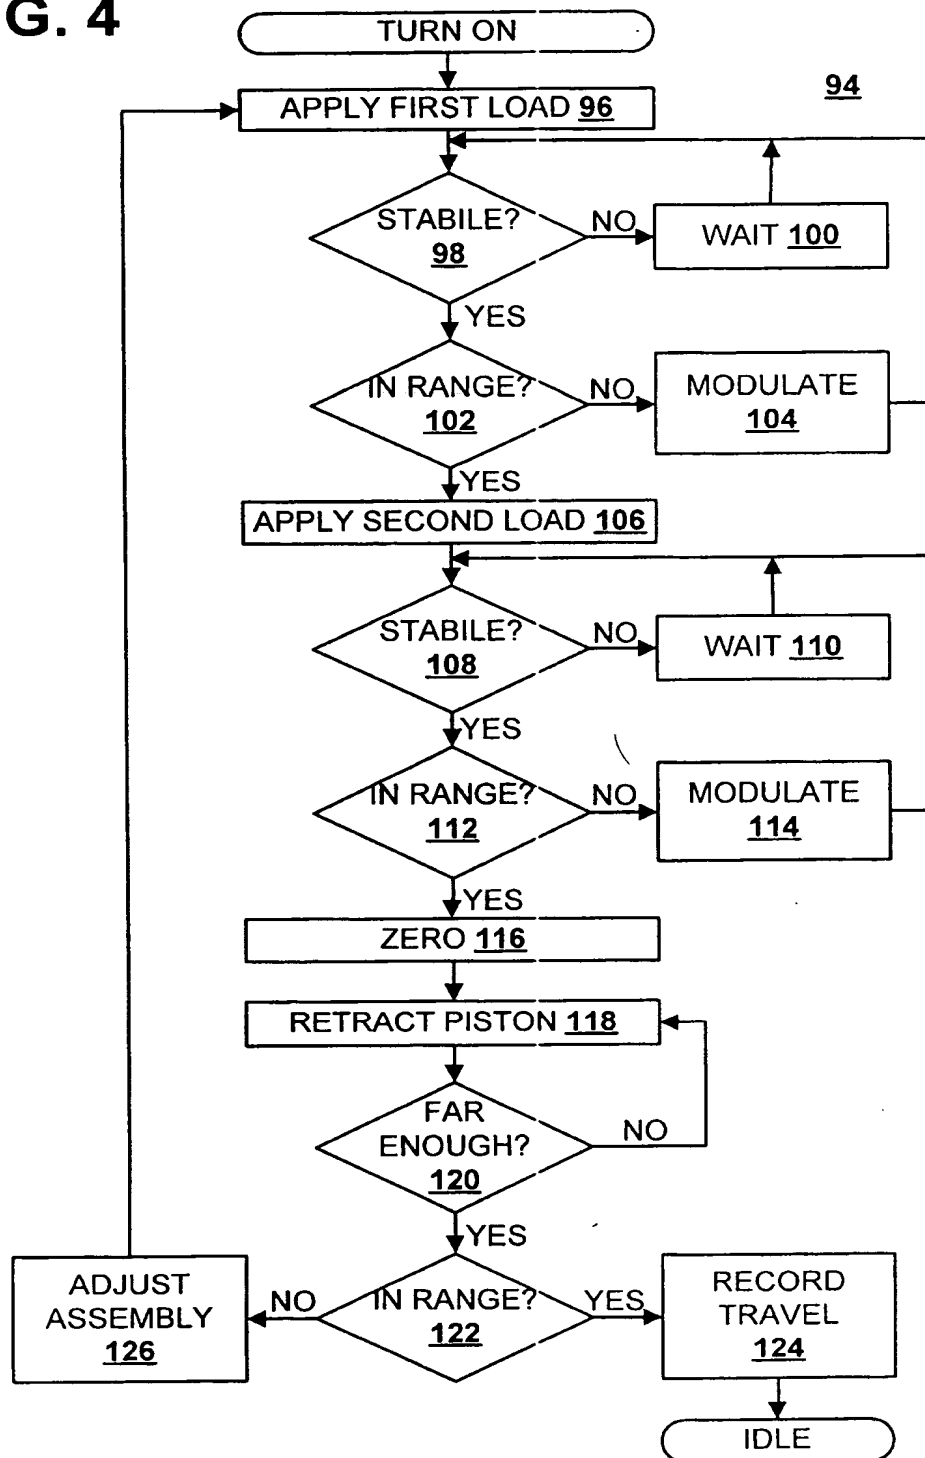 G. 4
TURN ON
94
APPLY FIRST LOAD 96
STABILE?
98
NO
WAIT 100
YES
IN RANGE?
102
NO
MODULATE
104
YES
APPLY SECOND LOAD 106
STABILE?
108
NO
WAIT 110
YES
IN RANGE?
112
NO
MODULATE
114
YES
ZERO 116
RETRACT PISTON 118
FAR
ENOUGH?
120
NO
YES
IN RANGE?
122
NO
ADJUST
ASSEMBLY
126
YES
RECORD
TRAVEL
124
IDLE